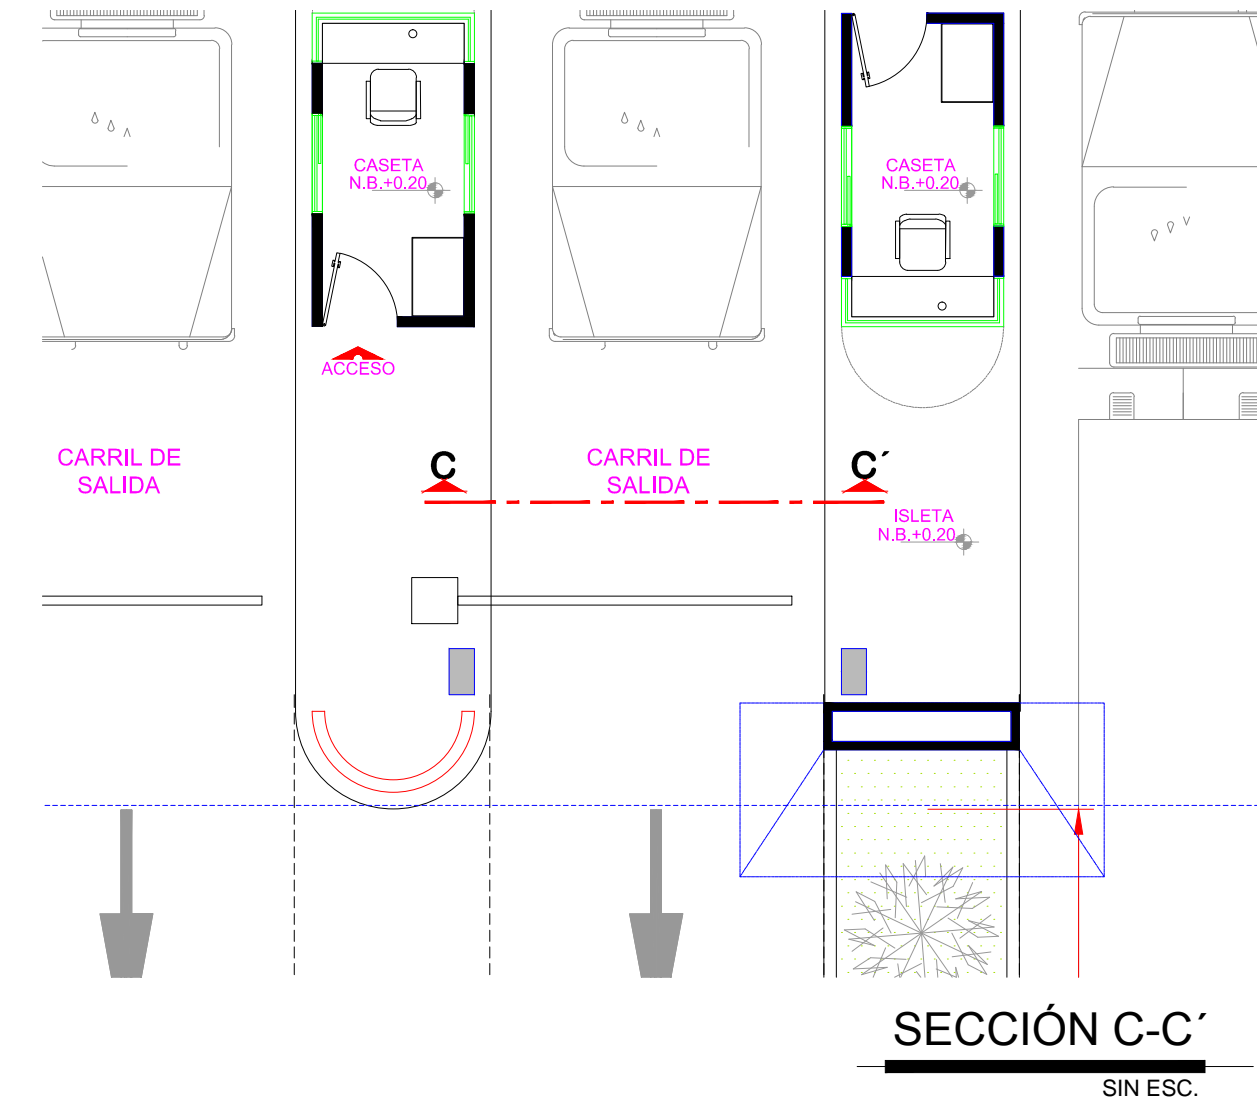 CASETA
N.B.+0.20
CASETA
N.B.+0.20
ACCESO
CARRIL DE
SALIDA
C
CARRIL DE
SALIDA
C´
ISLETA
N.B.+0.20
SECCIÓN C-C´
SIN ESC.